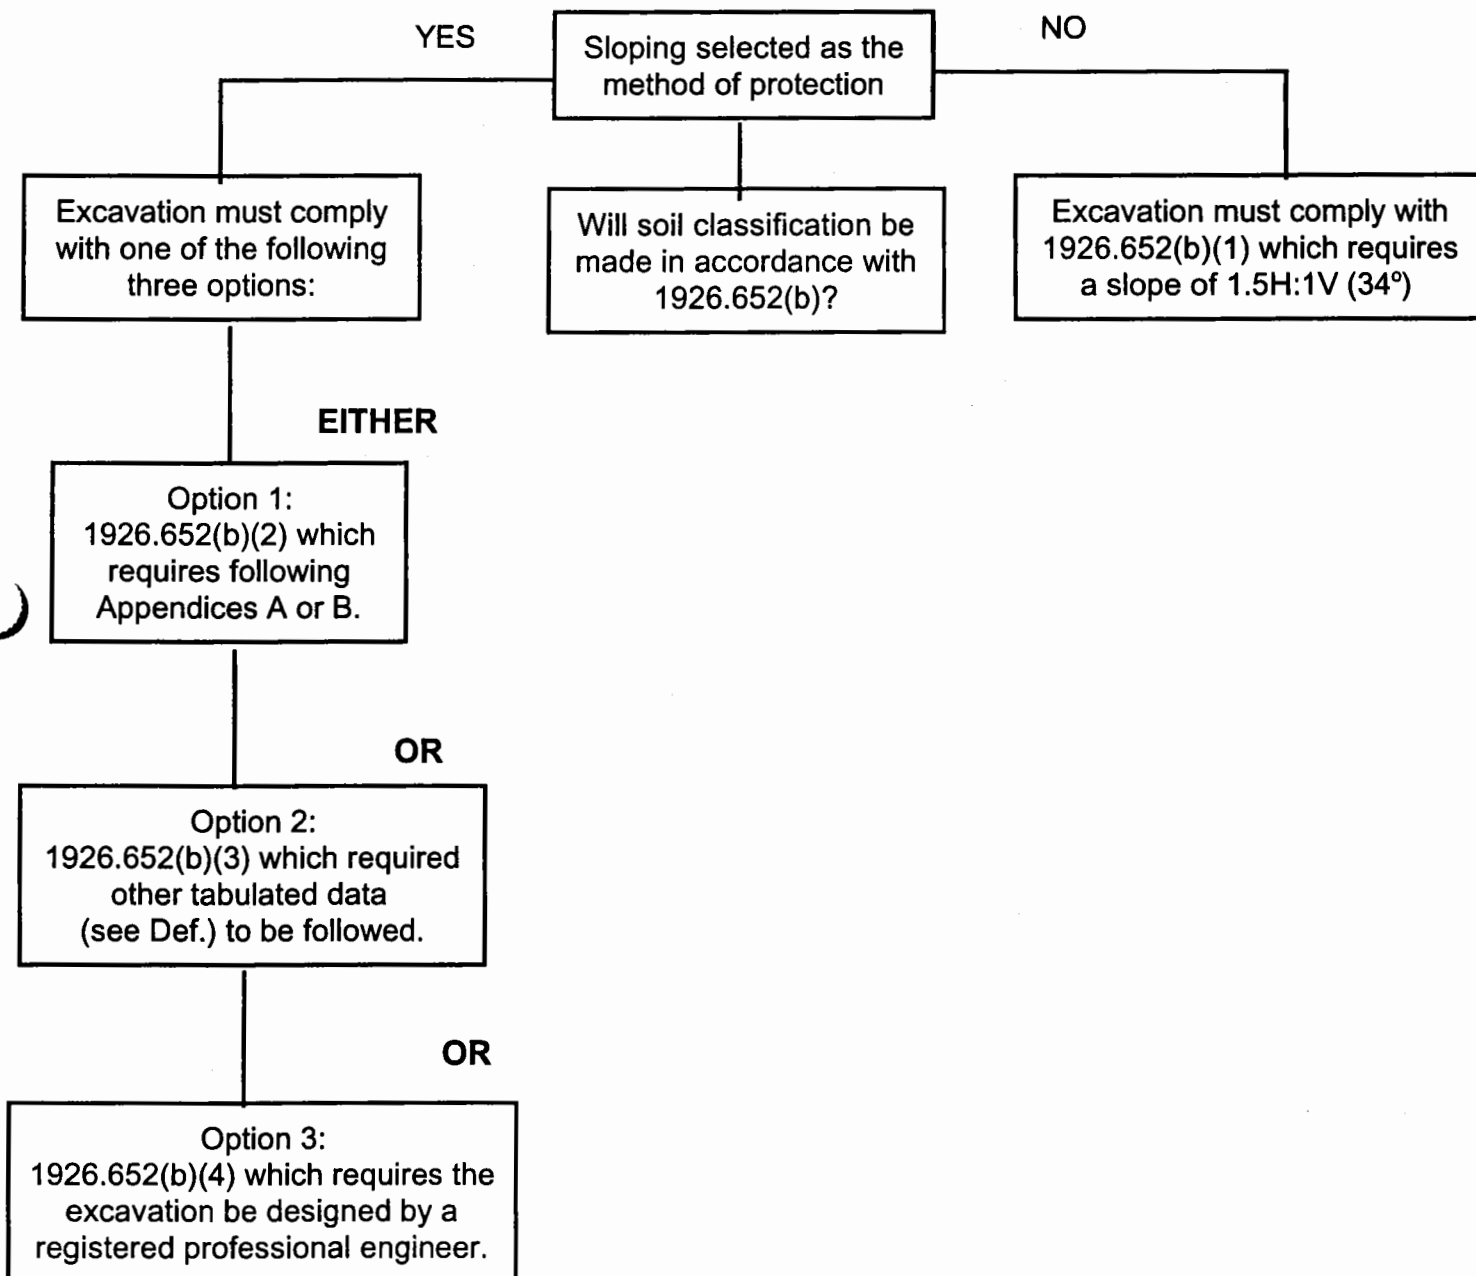 YES
Sloping selected as the
method of protection
NO
Excavation must comply
with one of the following
three options:
Will soil classification be
made in accordance with
1926.652(b)?
Excavation must comply with
1926.652(b)(1) which requires
a slope of 1.5H:1V (34º)
EITHER
Option 1:
1926.652(b)(2) which
requires following
Appendices A or B.
OR
Option 2:
1926.652(b)(3) which required
other tabulated data
(see Def.) to be followed.
OR
Option 3:
1926.652(b)(4) which requires the
excavation be designed by a
registered professional engineer.